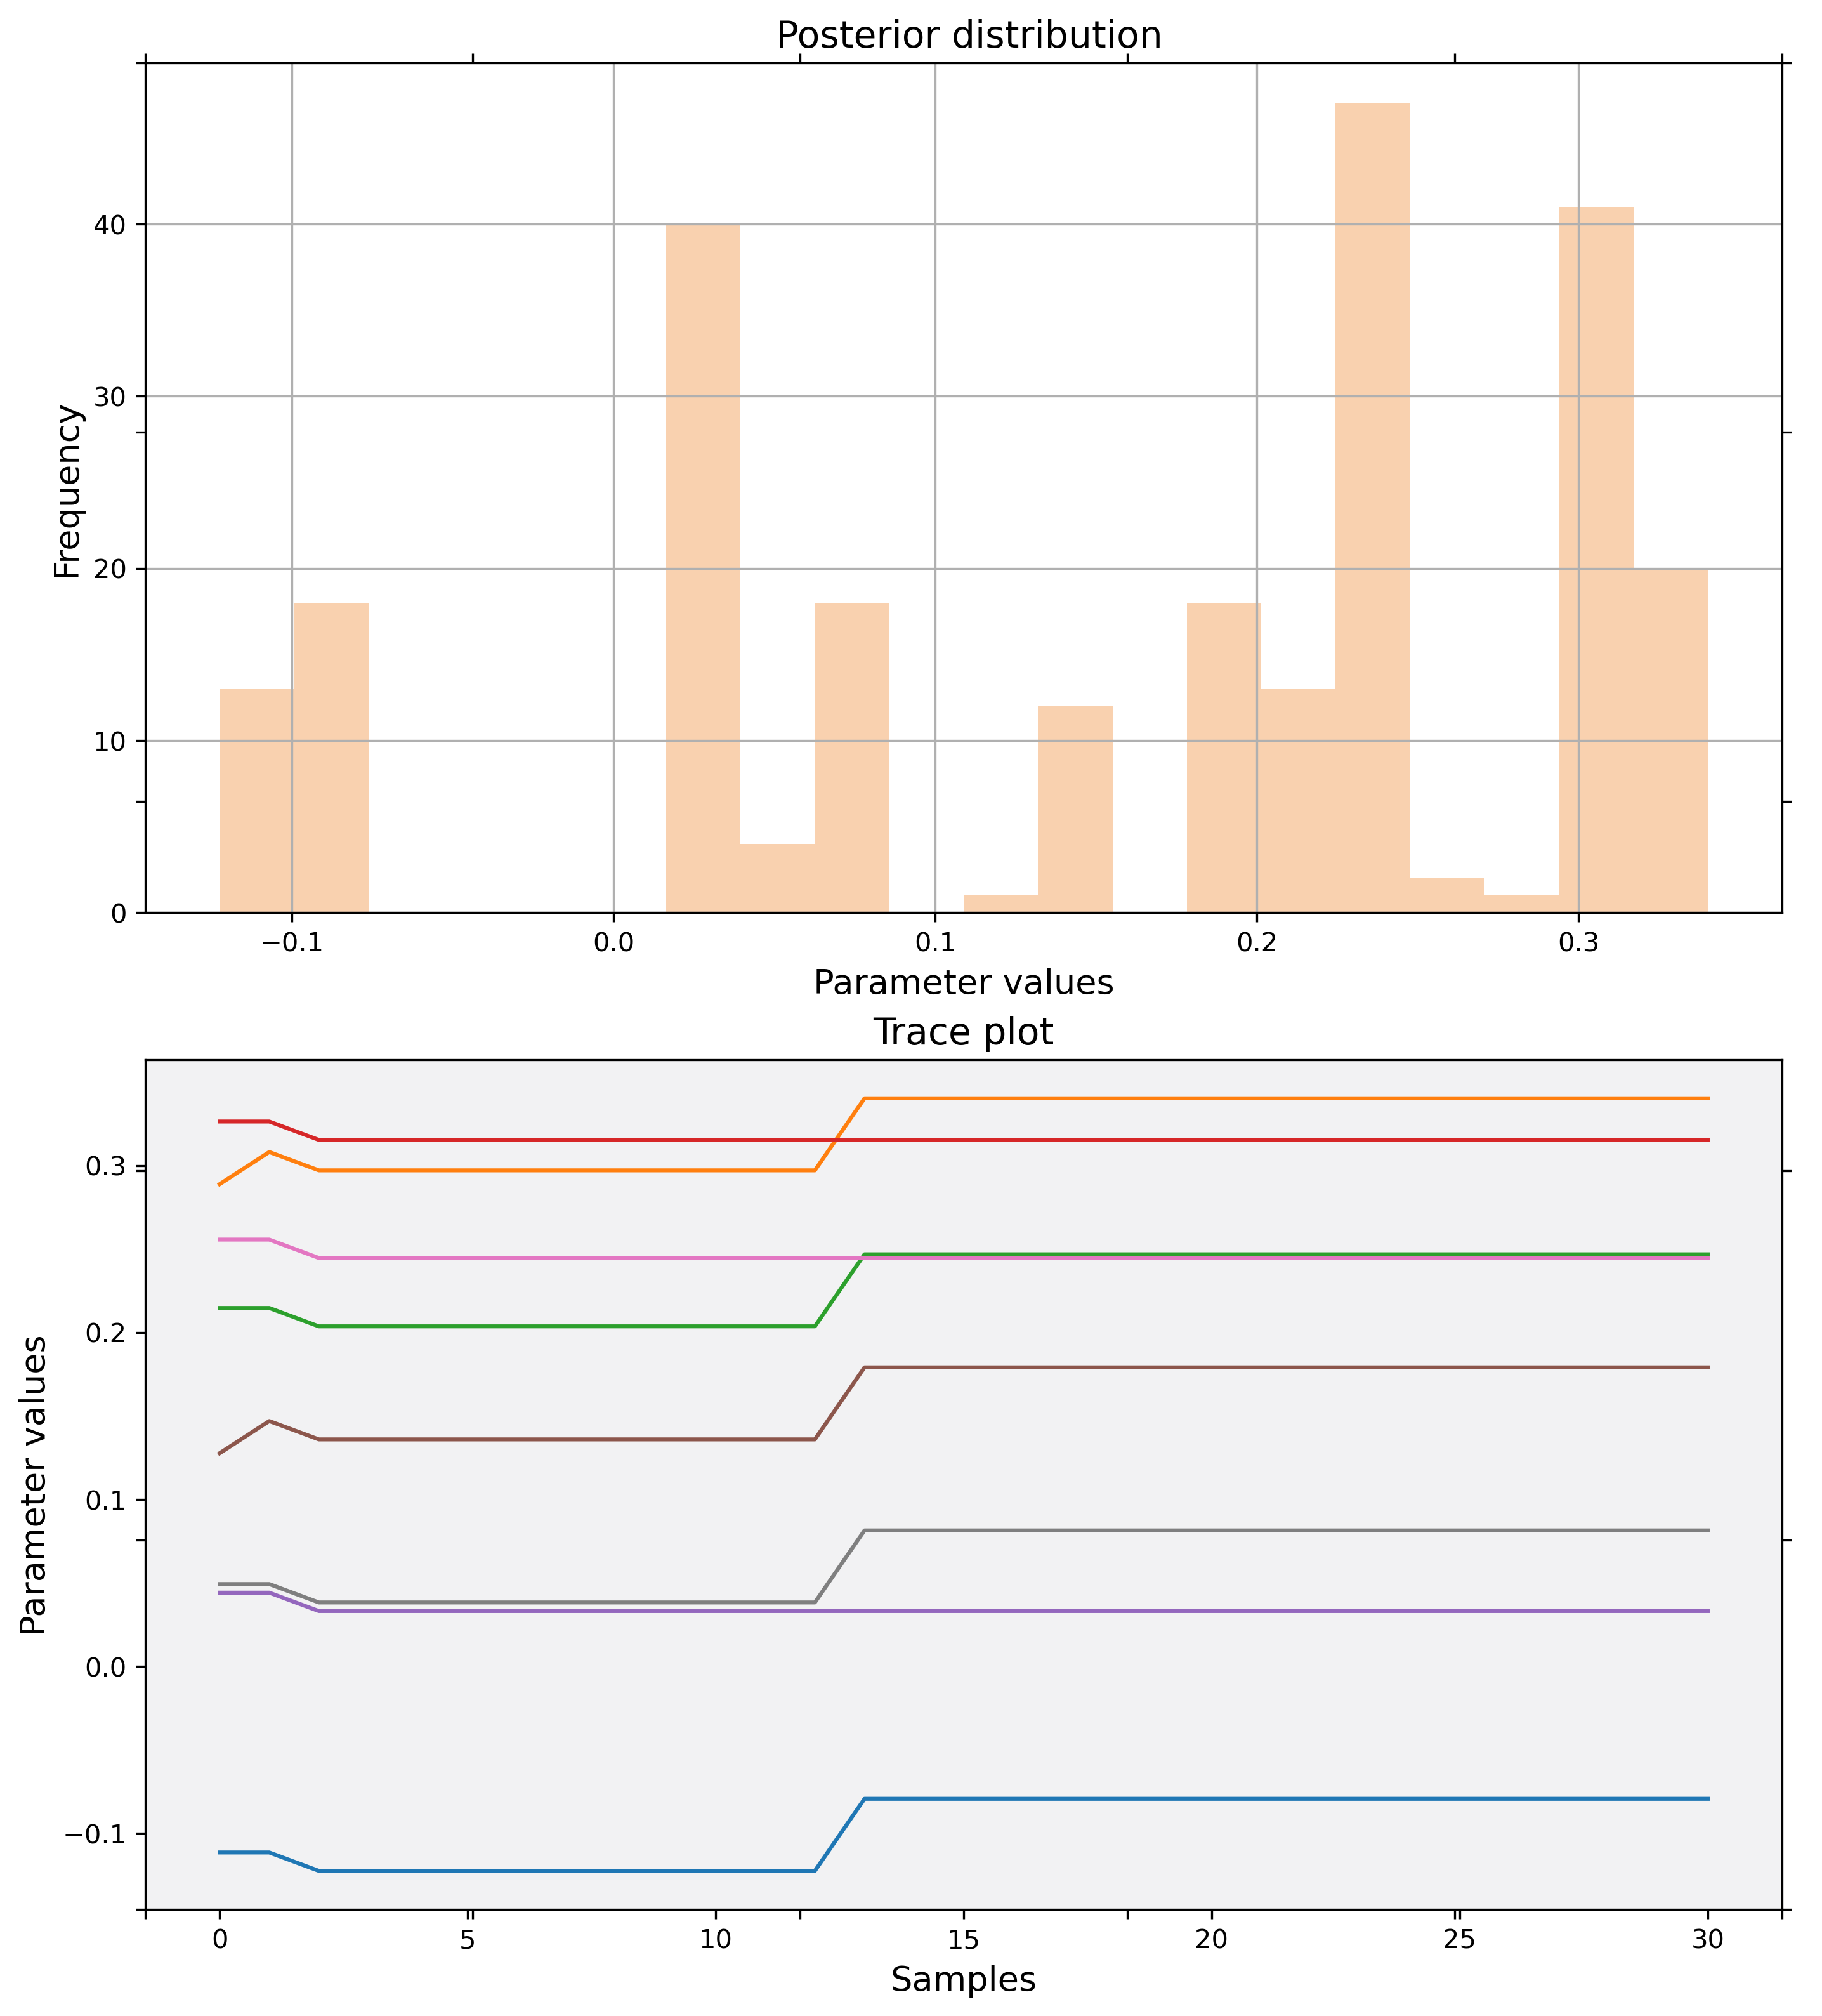 Posterior distribution
Frequency
40
30
20
10
0
−0.1 0.0 0.1 0.2 0.3
Parameter values
Trace plot
Parameter values
0.3
0.2
0.1
0.0
−0.1
0 5 10 15 20 25 30
Samples